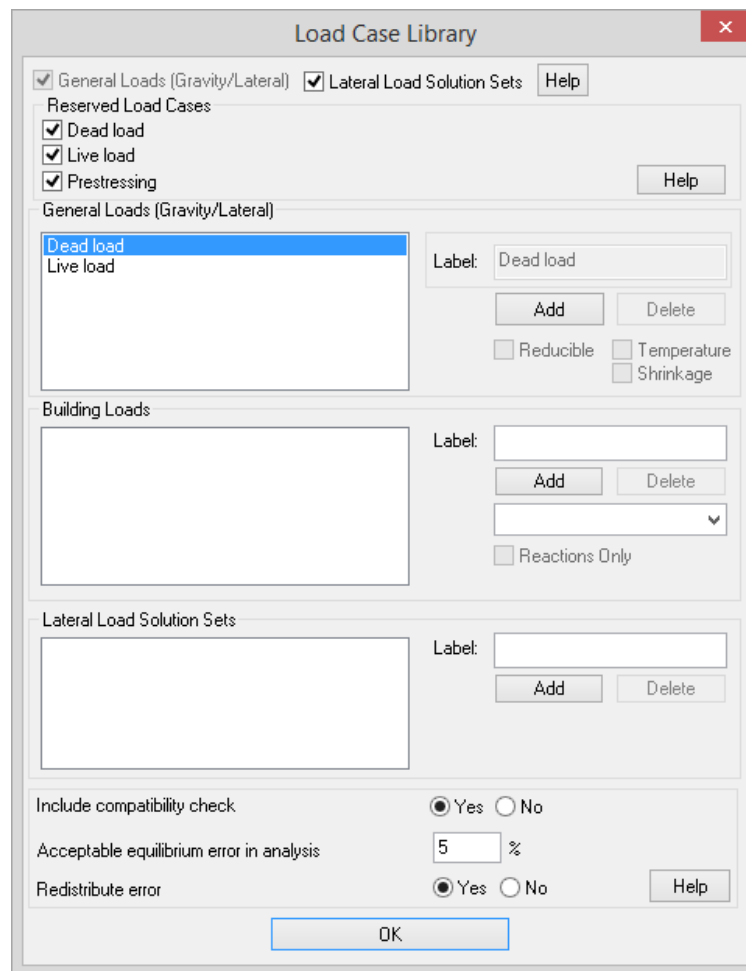 Load Case Library
General Loads (Gravity/Lateral) Lateral Load Solution Sets Help
Reserved Load Cases
Dead load
Live load
Prestressing Help
General Loads (Gravity/Lateral)
Dead load
Live load
Label: Dead load
Add Delete
Reducible Temperature
Shrinkage
Building Loads
Label:
Add Delete
Reactions Only
Lateral Load Solution Sets
Label:
Add Delete
Include compatibility check Yes No
Acceptable equilibrium error in analysis 5 %
Redistribute error Yes No Help
OK